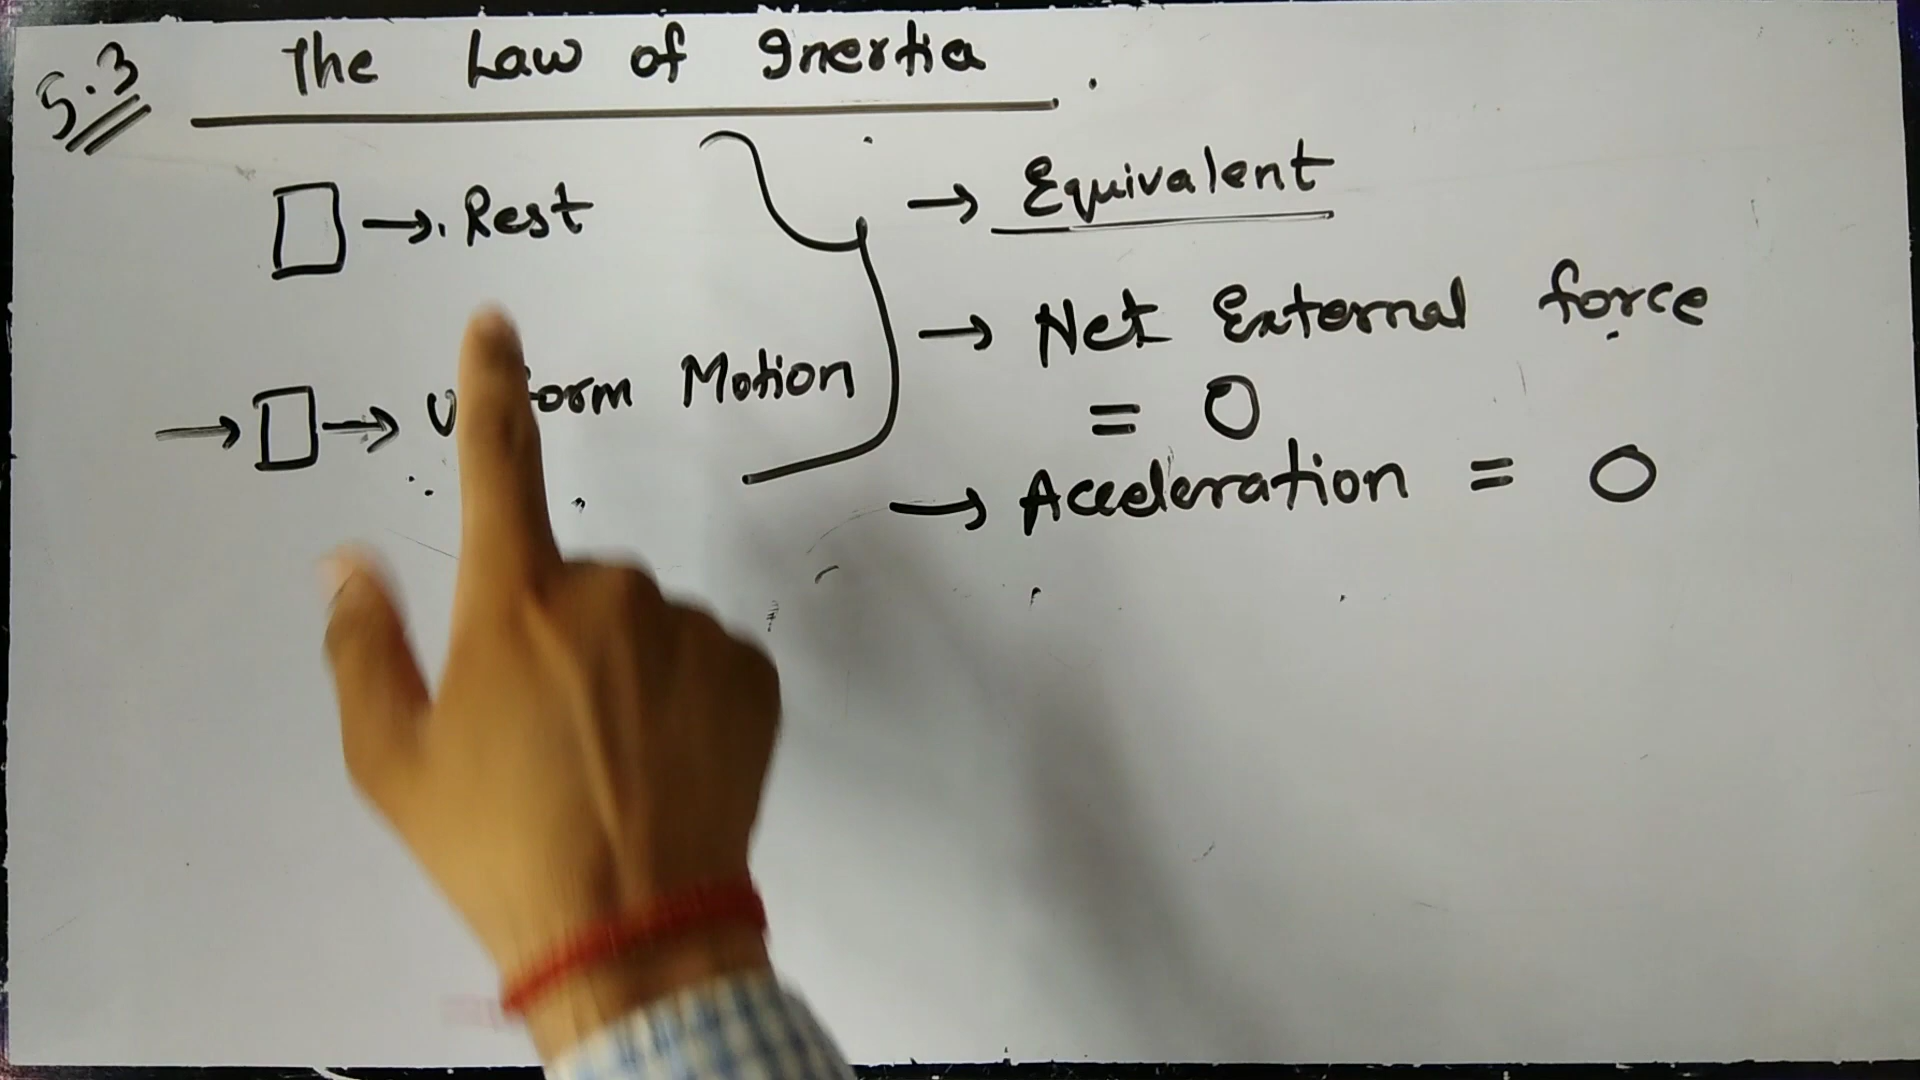 5.3 The Law of Inertia.
→ Rest
→ → Motion
→ Equivalent
→ Net External force
= 0
→ Acceleration = 0